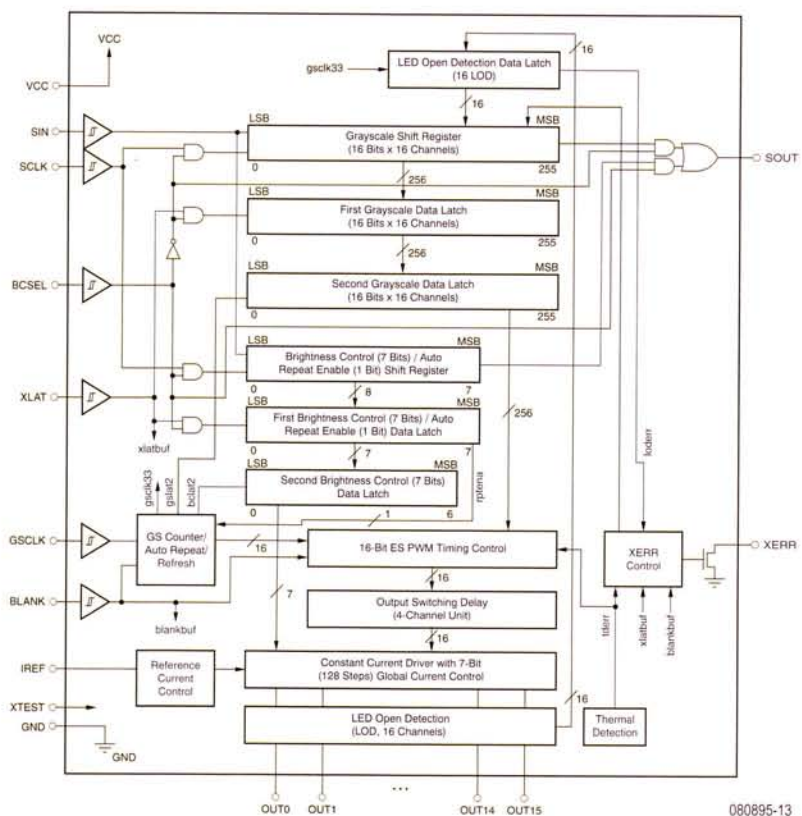 VCC
VCC
16
gsclk33
LED Open Detection Data Latch
(16 LOD)
16
LSB
MSB
SIN
Grayscale Shift Register
(16 Bits x 16 Channels)
SCLK
0
255
SOUT
256
LSB
MSB
First Grayscale Data Latch
(16 Bits x 16 Channels)
0
255
256
LSB
MSB
BCSEL
Second Grayscale Data Latch
(16 Bits x 16 Channels)
0
255
LSB
MSB
Brightness Control (7 Bits) / Auto
Repeat Enable (1 Bit) Shift Register
0
7
8
XLAT
LSB
MSB
256
First Brightness Control (7 Bits) / Auto
Repeat Enable (1 Bit) Data Latch
xlatbuf
0
7
7
loderr
gsclk33
gslat2
bclat2
LSB
MSB
rptena
Second Brightness Control (7 Bits)
Data Latch
0
6
1
GSCLK
GS Counter/
Auto Repeat/
Refresh
16
16-Bit ES PWM Timing Control
XERR
Control
XERR
16
BLANK
7
Output Switching Delay
(4-Channel Unit)
blankbuf
tderr
xlatbuf
blankbuf
16
IREF
Reference
Current
Control
Constant Current Driver with 7-Bit
(128 Steps) Global Current Control
16
XTEST
LED Open Detection
(LOD, 16 Channels)
Thermal
Detection
GND
GND
...
OUT0
OUT1
OUT14
OUT15
080895-13